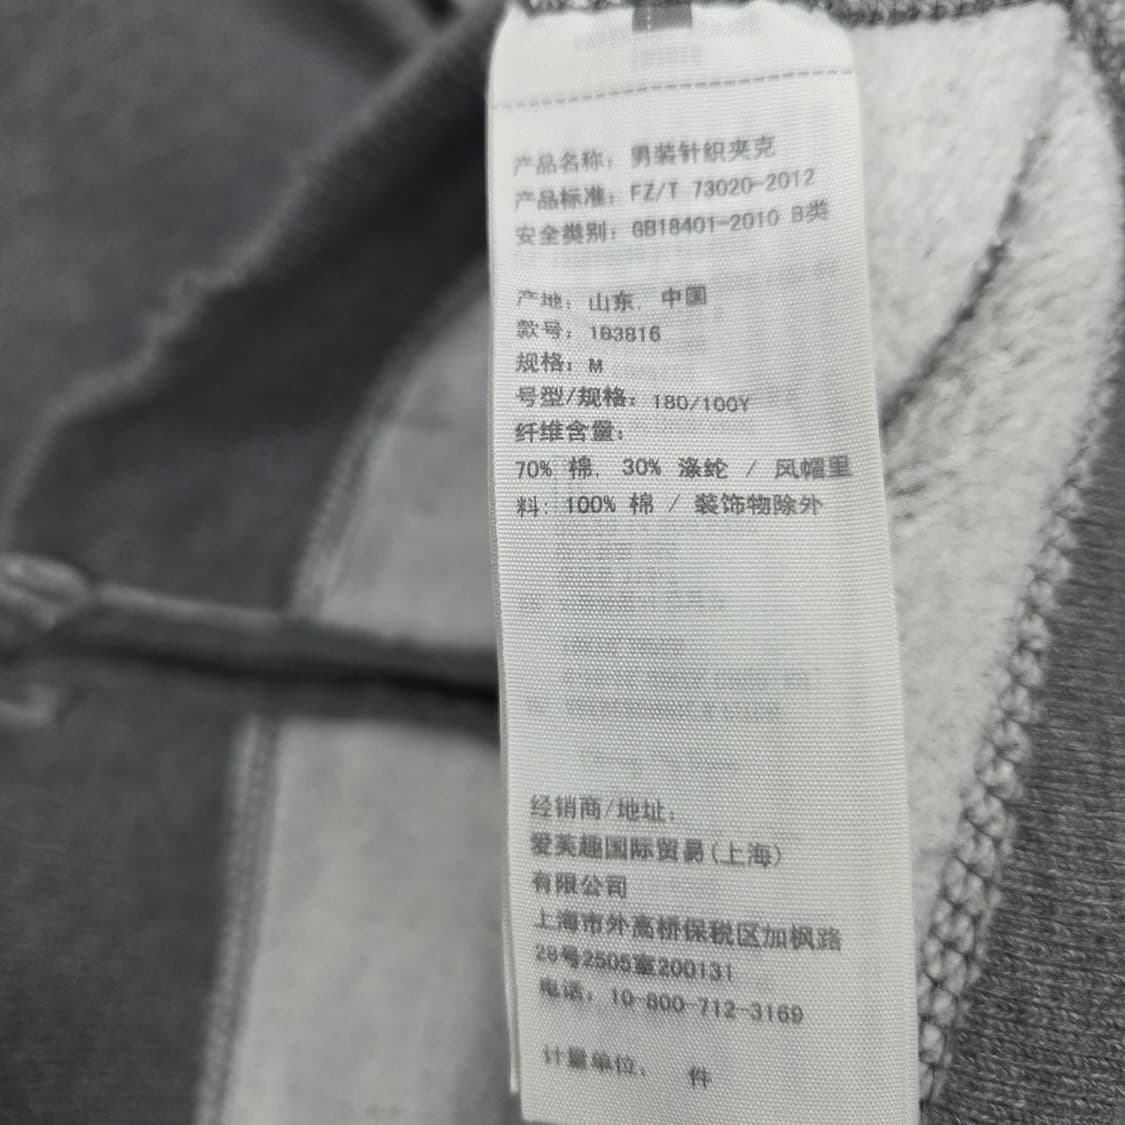 产品名称：男装针织夹克
产品标准：FZ/T 73020-2012
安全类别：GB18401-2010 B类
产地：山东，中国
款号：183816
规格：M
号型/规格：180/100Y
纤维含量：
70% 棉，30% 涤纶 / 风帽里
料：100% 棉 / 装饰物除外
经销商/地址：
爱芙趣国际贸易(上海)
有限公司
上海市外高桥保税区加枫路
28号2505室200131
电话：10-800-712-3169
计量单位： 件